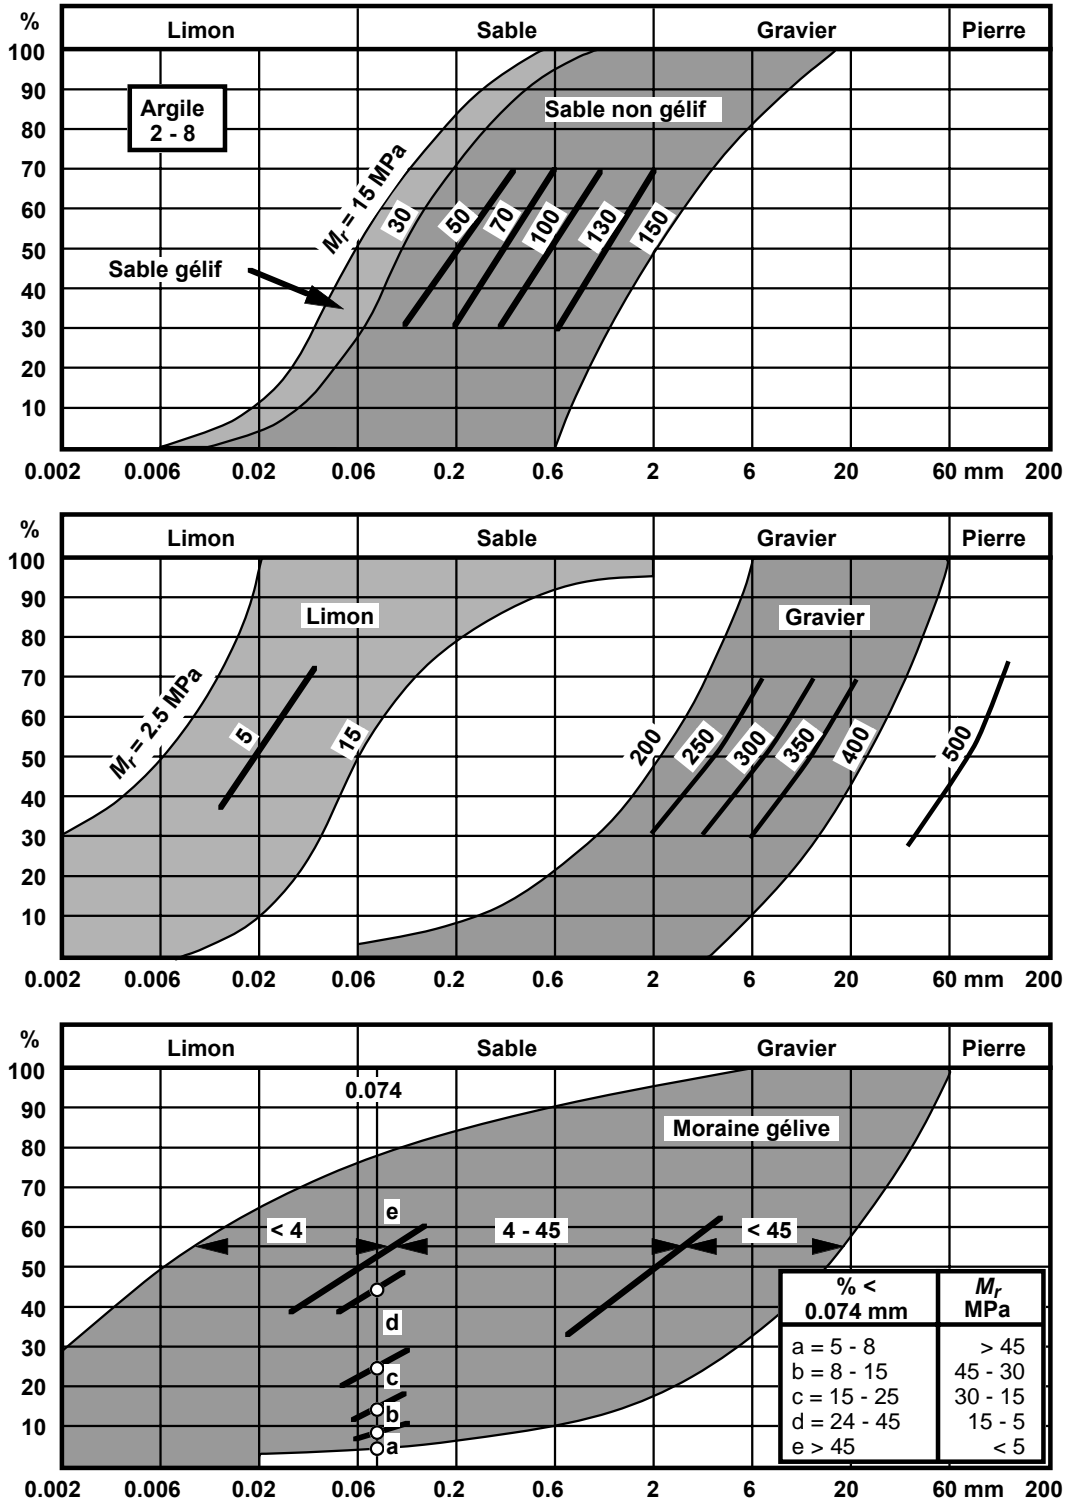 %
Limon Sable Gravier Pierre
100
90
80
70
60
50
40
30
20
10
Argile
2 - 8
Sable non gélif
Mr = 15 MPa
30
50
70
100
130
150
Sable gélif
0.002 0.006 0.02 0.06 0.2 0.6 2 6 20 60 mm 200
%
Limon Sable Gravier Pierre
100
90
80
70
60
50
40
30
20
10
Limon
Gravier
Mr = 2.5 MPa
5
15
200
250
300
350
400
500
0.002 0.006 0.02 0.06 0.2 0.6 2 6 20 60 mm 200
%
Limon Sable Gravier Pierre
100
90
80
70
60
50
40
30
20
10
0.074
Moraine gélive
e
< 4
4 - 45
< 45
d
c
b
a
% < 0.074 mm
Mr MPa
a = 5 - 8 > 45
b = 8 - 15 45 - 30
c = 15 - 25 30 - 15
d = 24 - 45 15 - 5
e > 45 < 5
0.002 0.006 0.02 0.06 0.2 0.6 2 6 20 60 mm 200